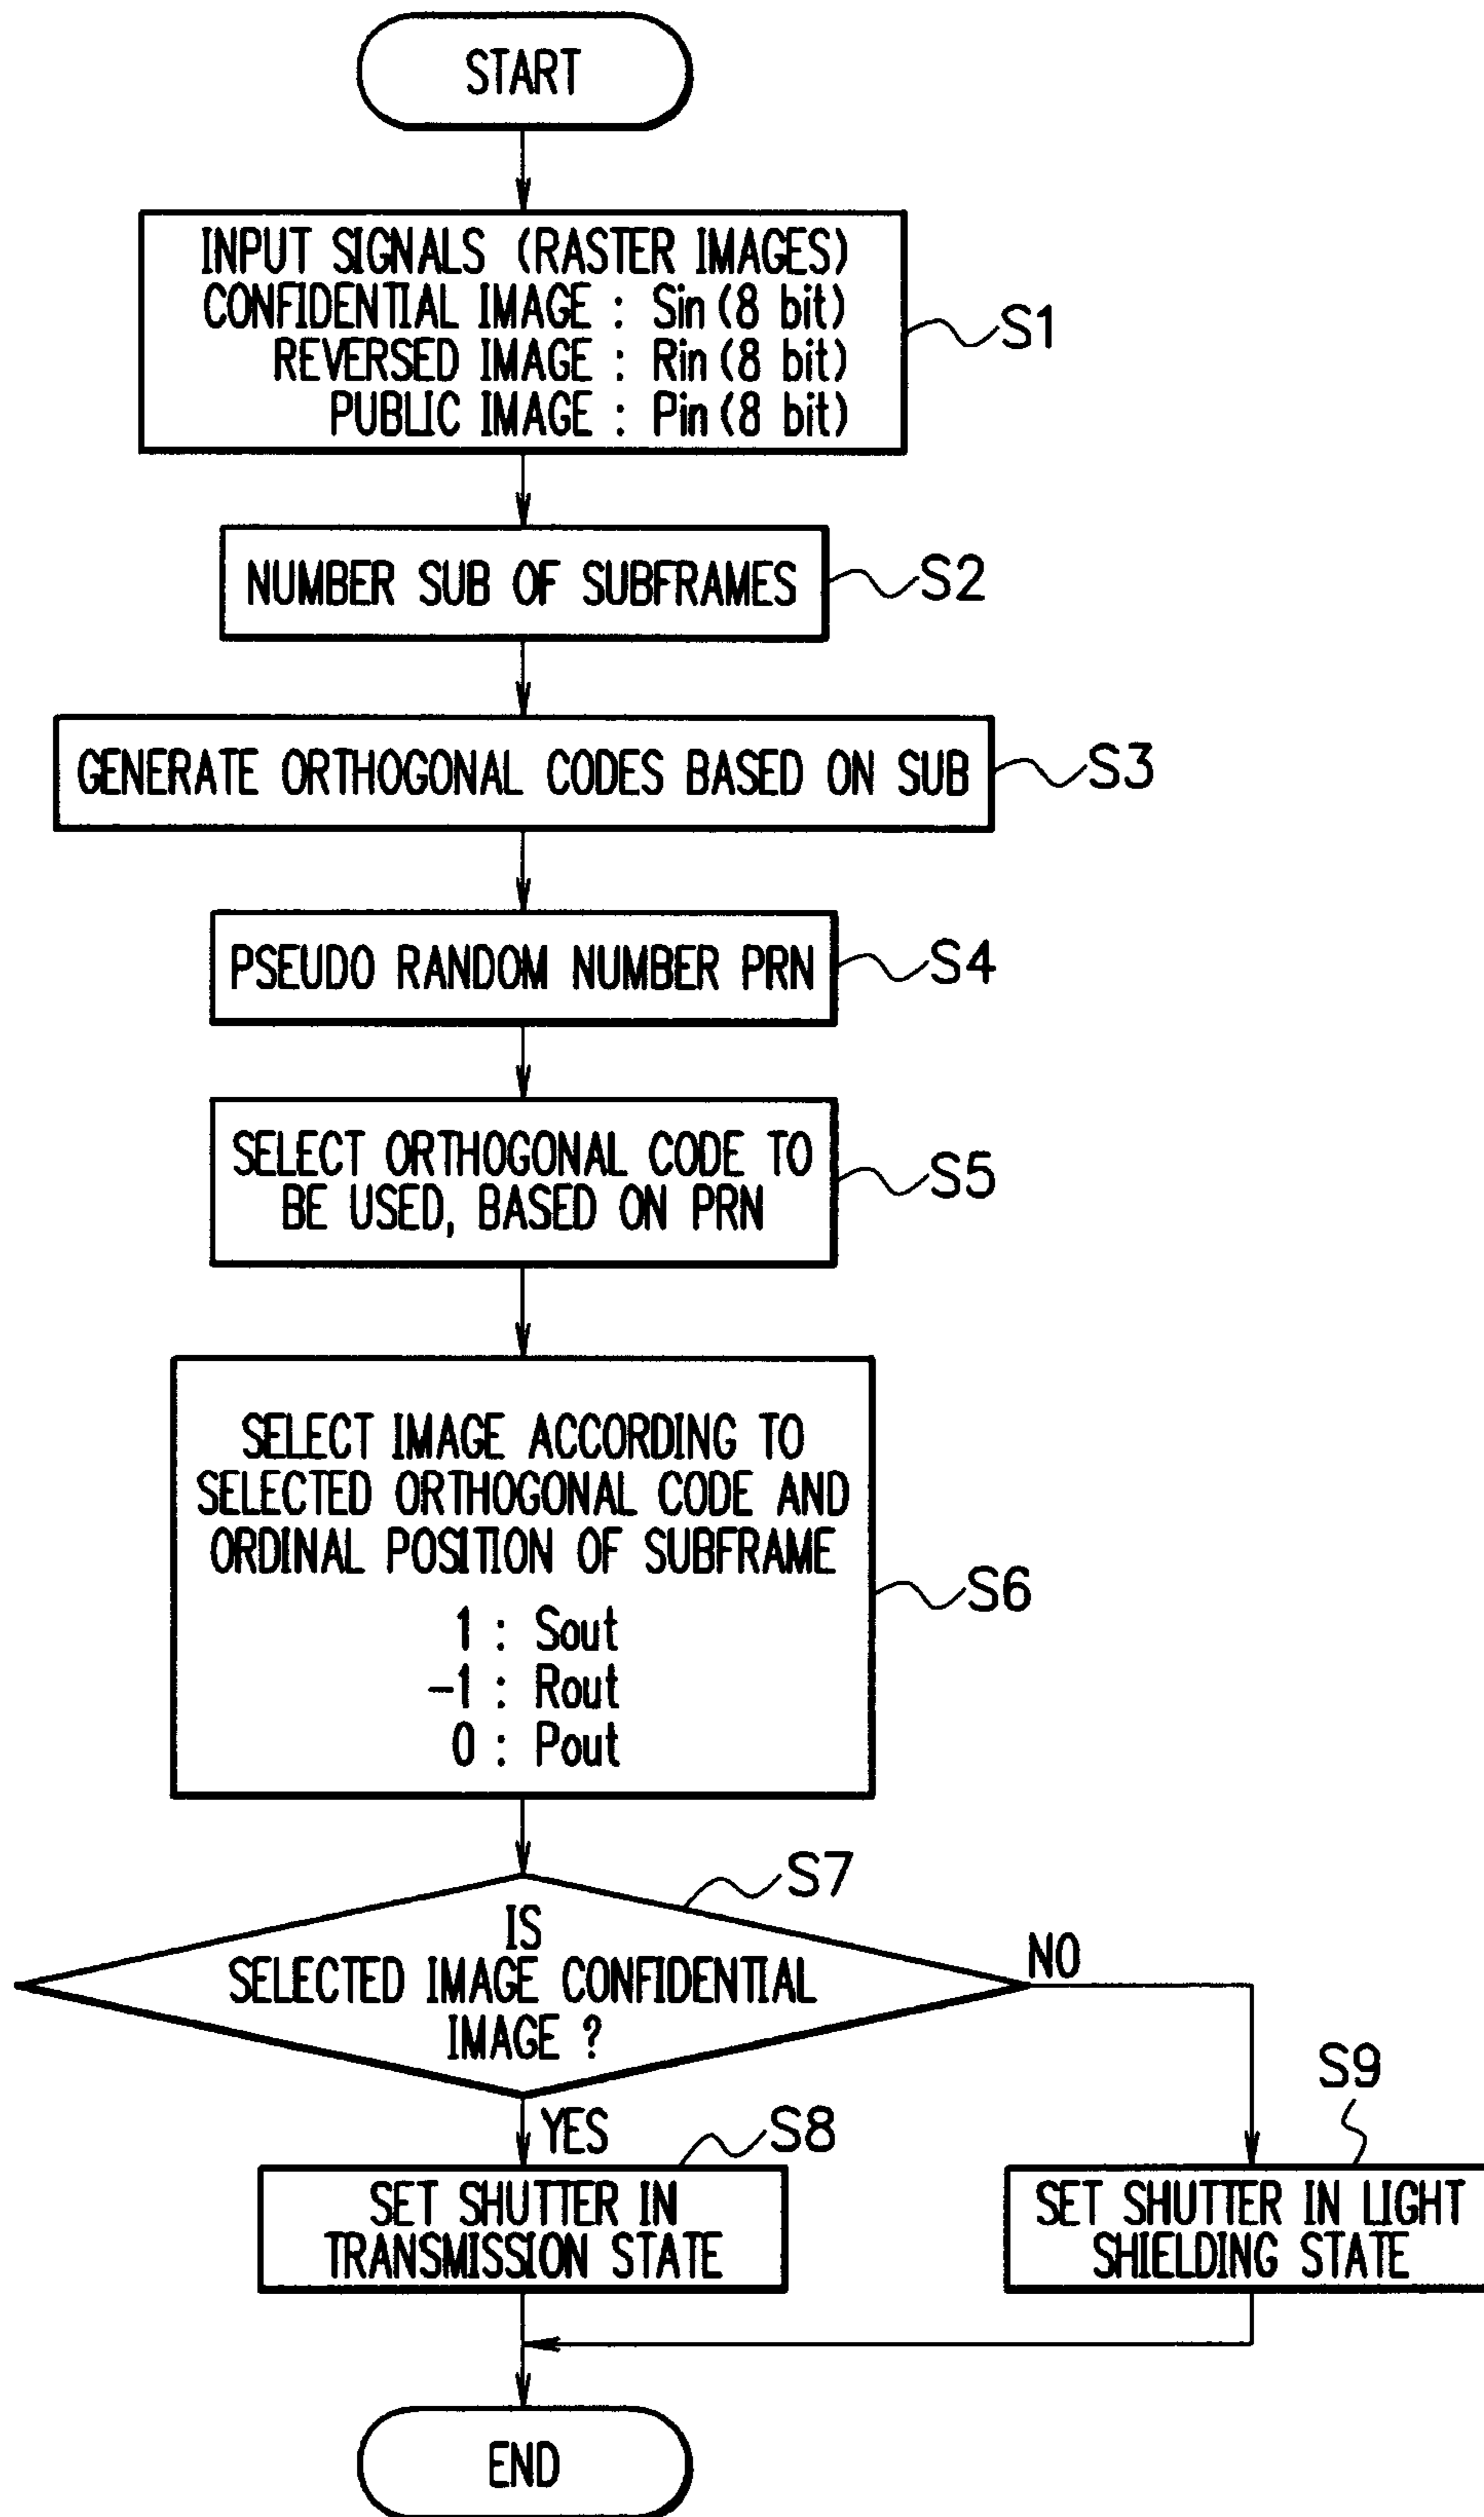 START
INPUT SIGNALS (RASTER IMAGES)
CONFIDENTIAL IMAGE : Sin (8 bit)
REVERSED IMAGE : Rin (8 bit)
PUBLIC IMAGE : Pin (8 bit)
S1
NUMBER SUB OF SUBFRAMES
S2
GENERATE ORTHOGONAL CODES BASED ON SUB
S3
PSEUDO RANDOM NUMBER PRN
S4
SELECT ORTHOGONAL CODE TO
BE USED, BASED ON PRN
S5
SELECT IMAGE ACCORDING TO
SELECTED ORTHOGONAL CODE AND
ORDINAL POSITION OF SUBFRAME
1 : Sout
-1 : Rout
0 : Pout
S6
S7
IS
SELECTED IMAGE CONFIDENTIAL
IMAGE ?
NO
YES
S8
SET SHUTTER IN
TRANSMISSION STATE
S9
SET SHUTTER IN LIGHT
SHIELDING STATE
END